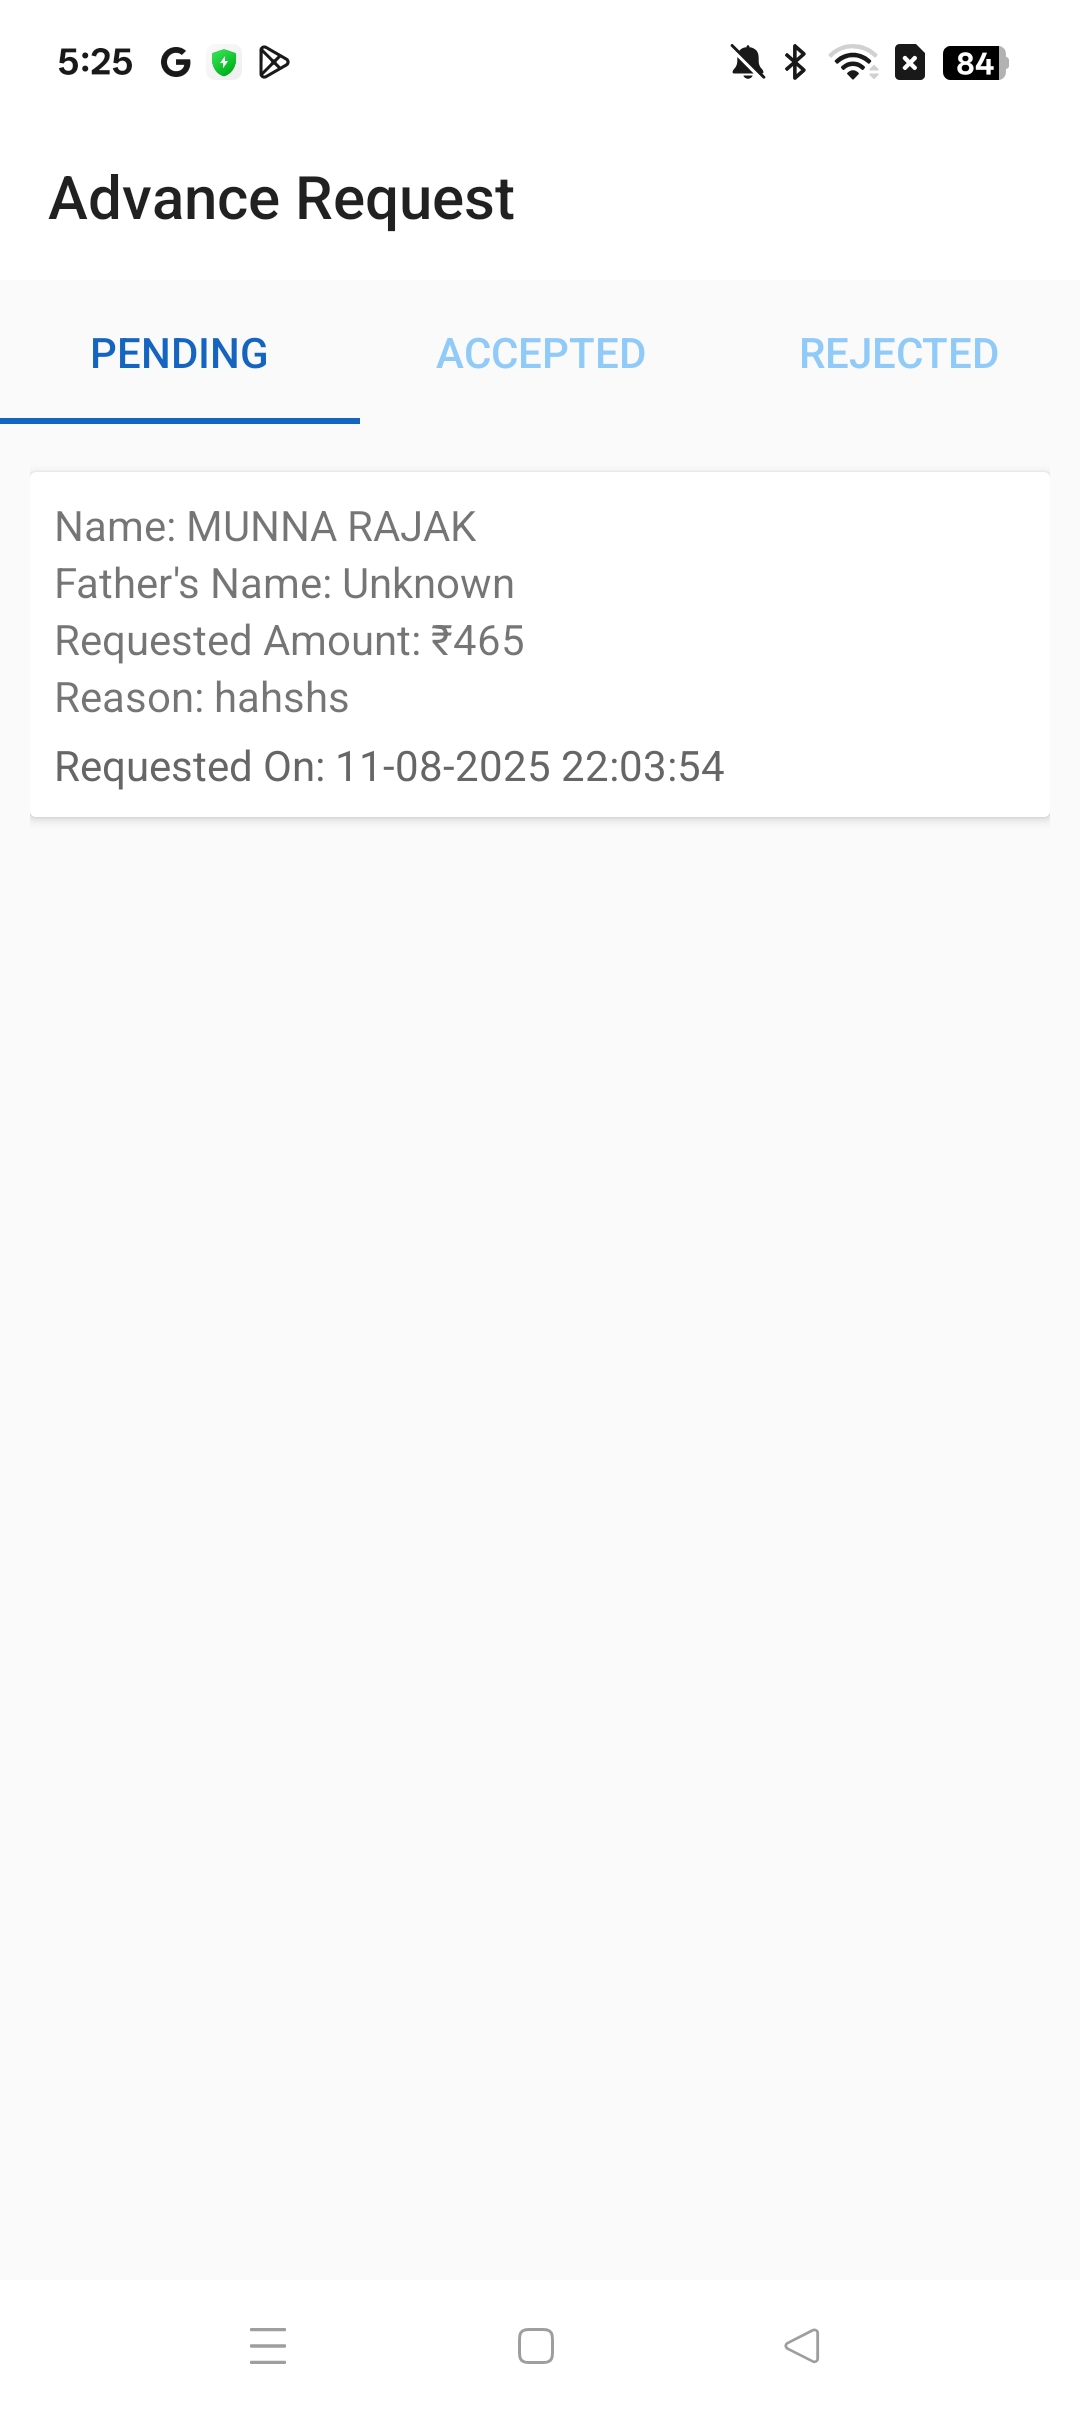 5:25
84
Advance Request
PENDING
ACCEPTED
REJECTED
Name: MUNNA RAJAK
Father's Name: Unknown
Requested Amount: ₹465
Reason: hahshs
Requested On: 11-08-2025 22:03:54